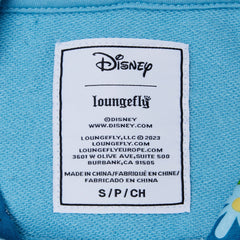 Disney
loungefly
©DISNEY
WWW.DISNEY.COM
LOUNGEFLY,LLC ©2023
LOUNGEFLY.COM
LOUNGEFLYEUROPE.COM
3601 W OLIVE AVE,SUITE 500
BURBANK, CA 91505
MADE IN CHINA/FABRIQUÉ EN CHINE/
FABRICADO EN CHINA
S/P/CH